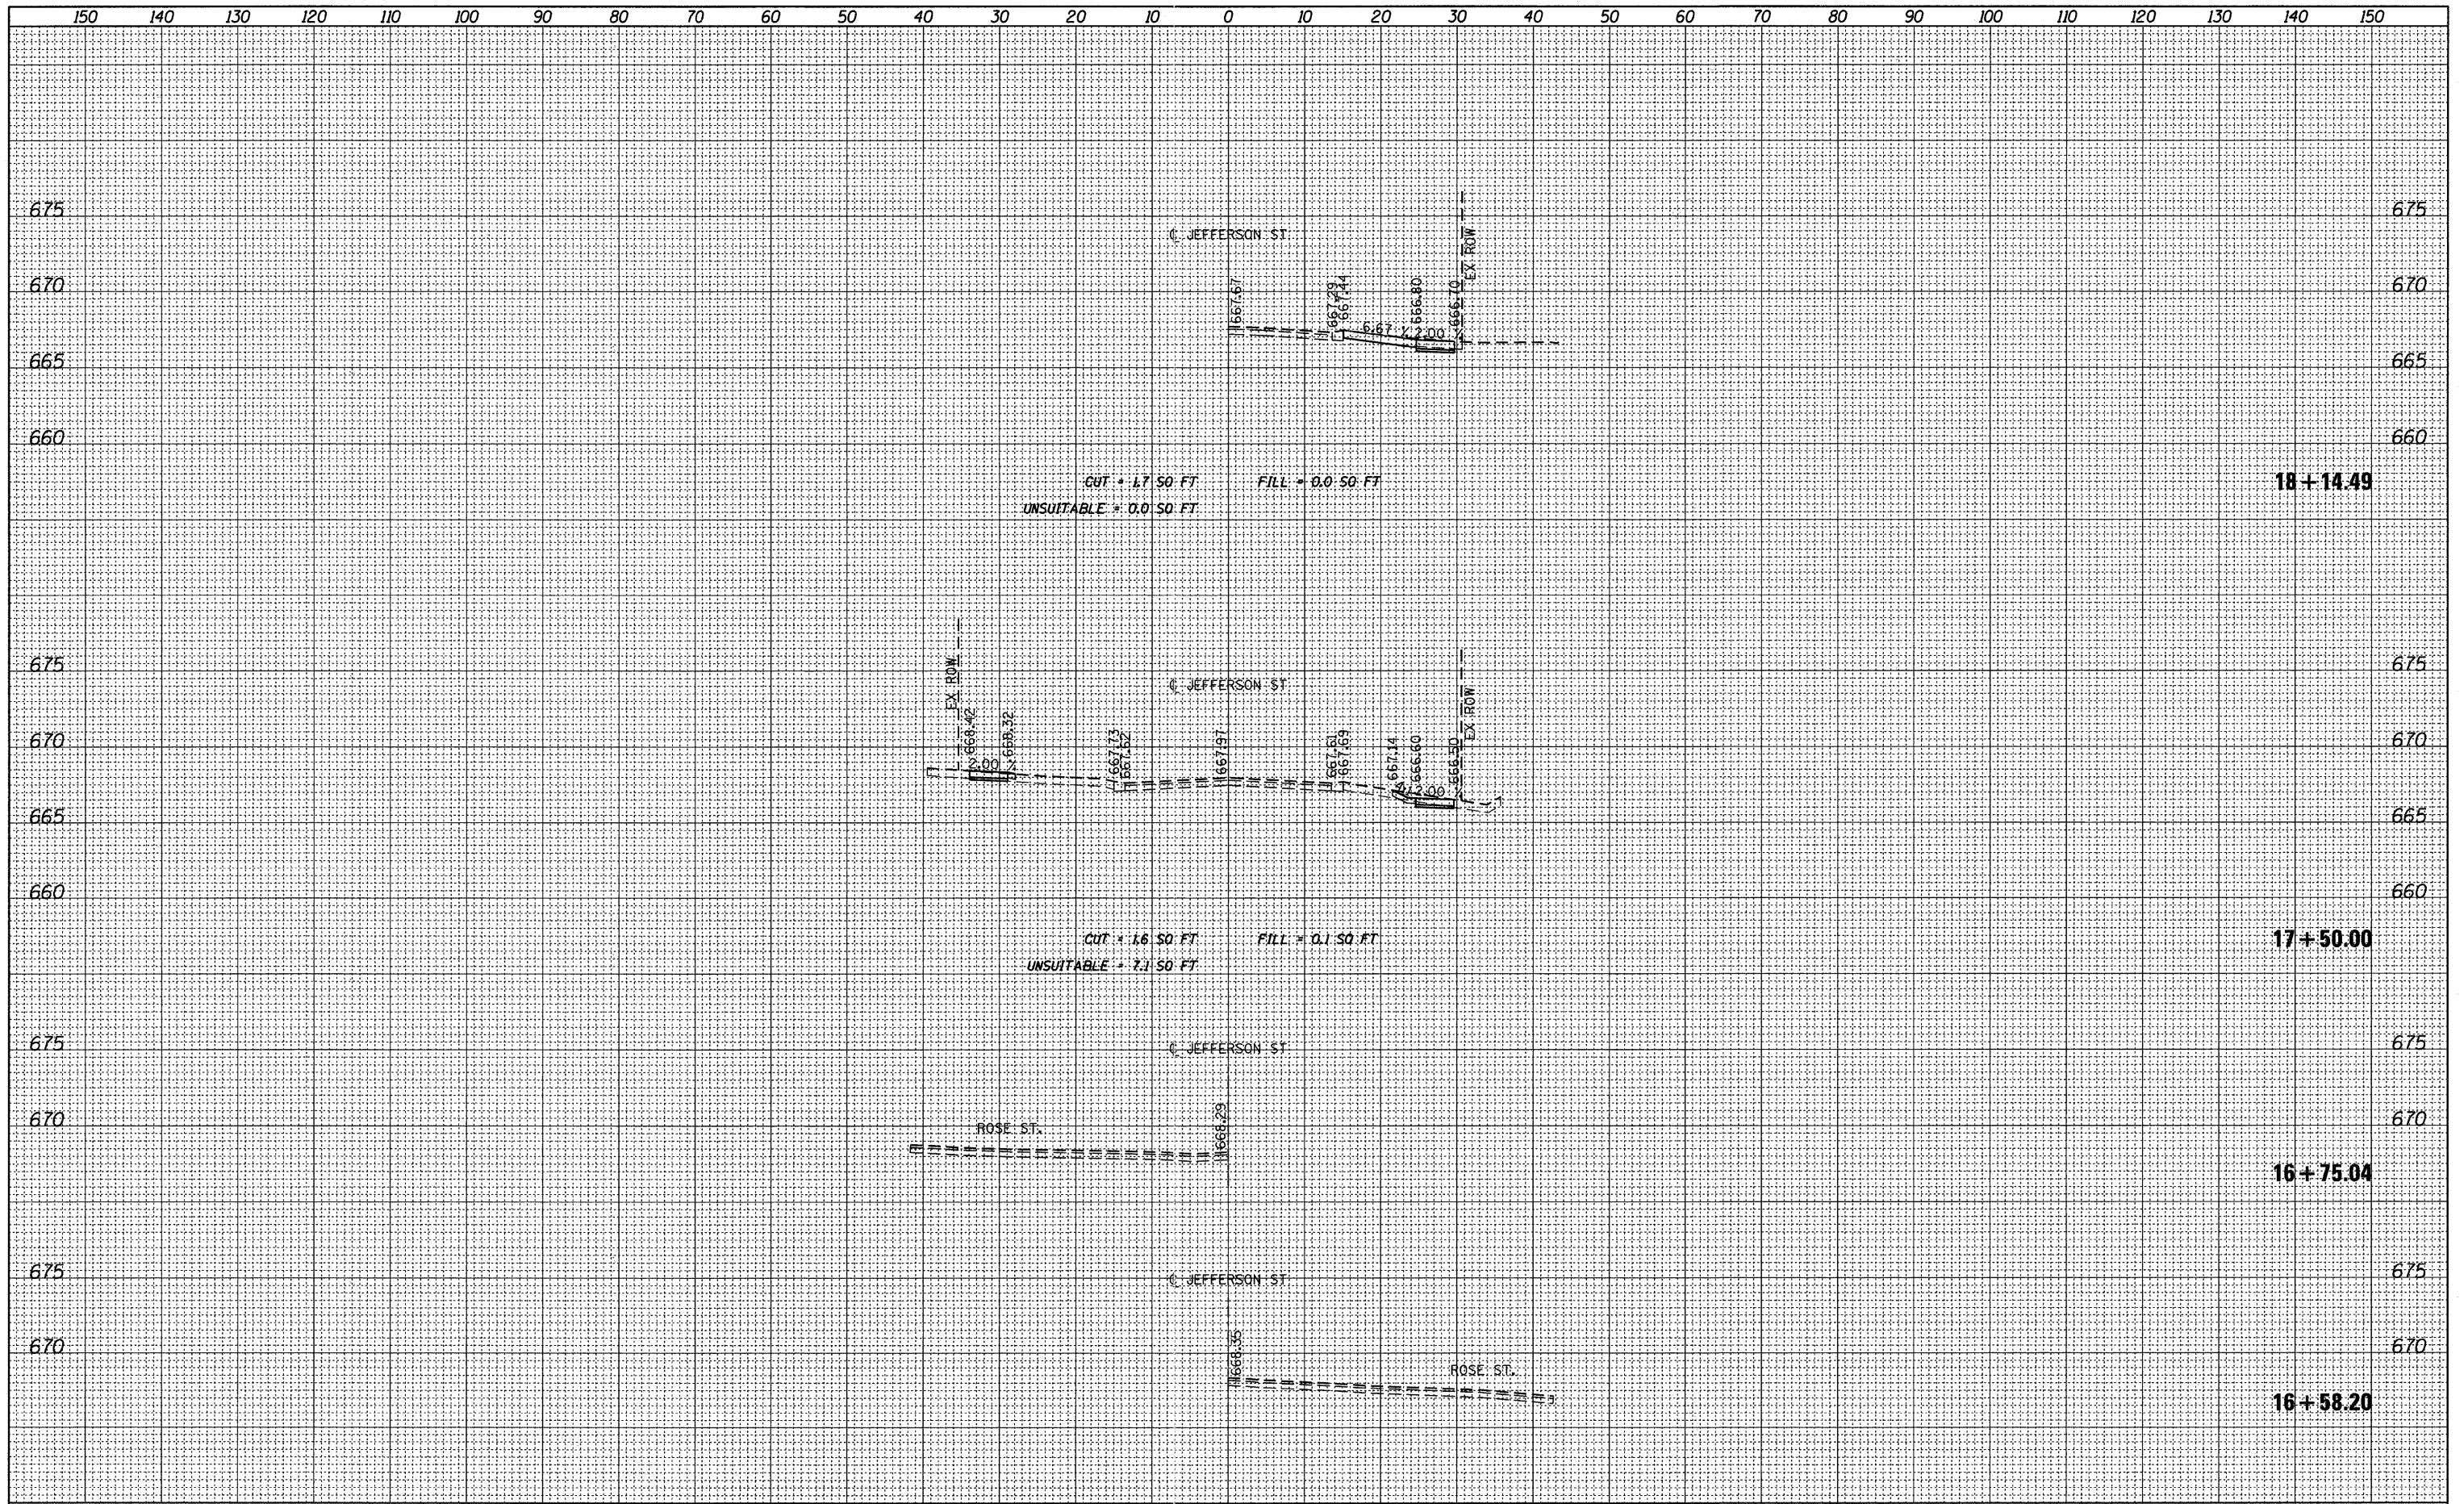 150 140 130 120 110 100 90 80 70 60 50 40 30 20 10 0 10 20 30 40 50 60 70 80 90 100 110 120 130 140 150
675 675
℄ JEFFERSON ST
EX ROW
670 670
667.67 667.29 667.44 666.80 666.70
6.67 % 2.00 %
665 665
660 660
CUT = 1.7 SQ FT FILL = 0.0 SQ FT
18+14.49
UNSUITABLE = 0.0 SQ FT
675 675
EX ROW ℄ JEFFERSON ST EX ROW
670 670
668.42 668.32 667.73 667.52 667.97 667.61 667.69 667.14 666.60 666.50
2.00 % 2.00 %
665 665
660 660
CUT = 1.6 SQ FT FILL = 0.1 SQ FT
17+50.00
UNSUITABLE = 7.1 SQ FT
675 675
℄ JEFFERSON ST
670 670
ROSE ST. 668.29
16+75.04
675 675
℄ JEFFERSON ST
670 670
668.35 ROSE ST.
16+58.20